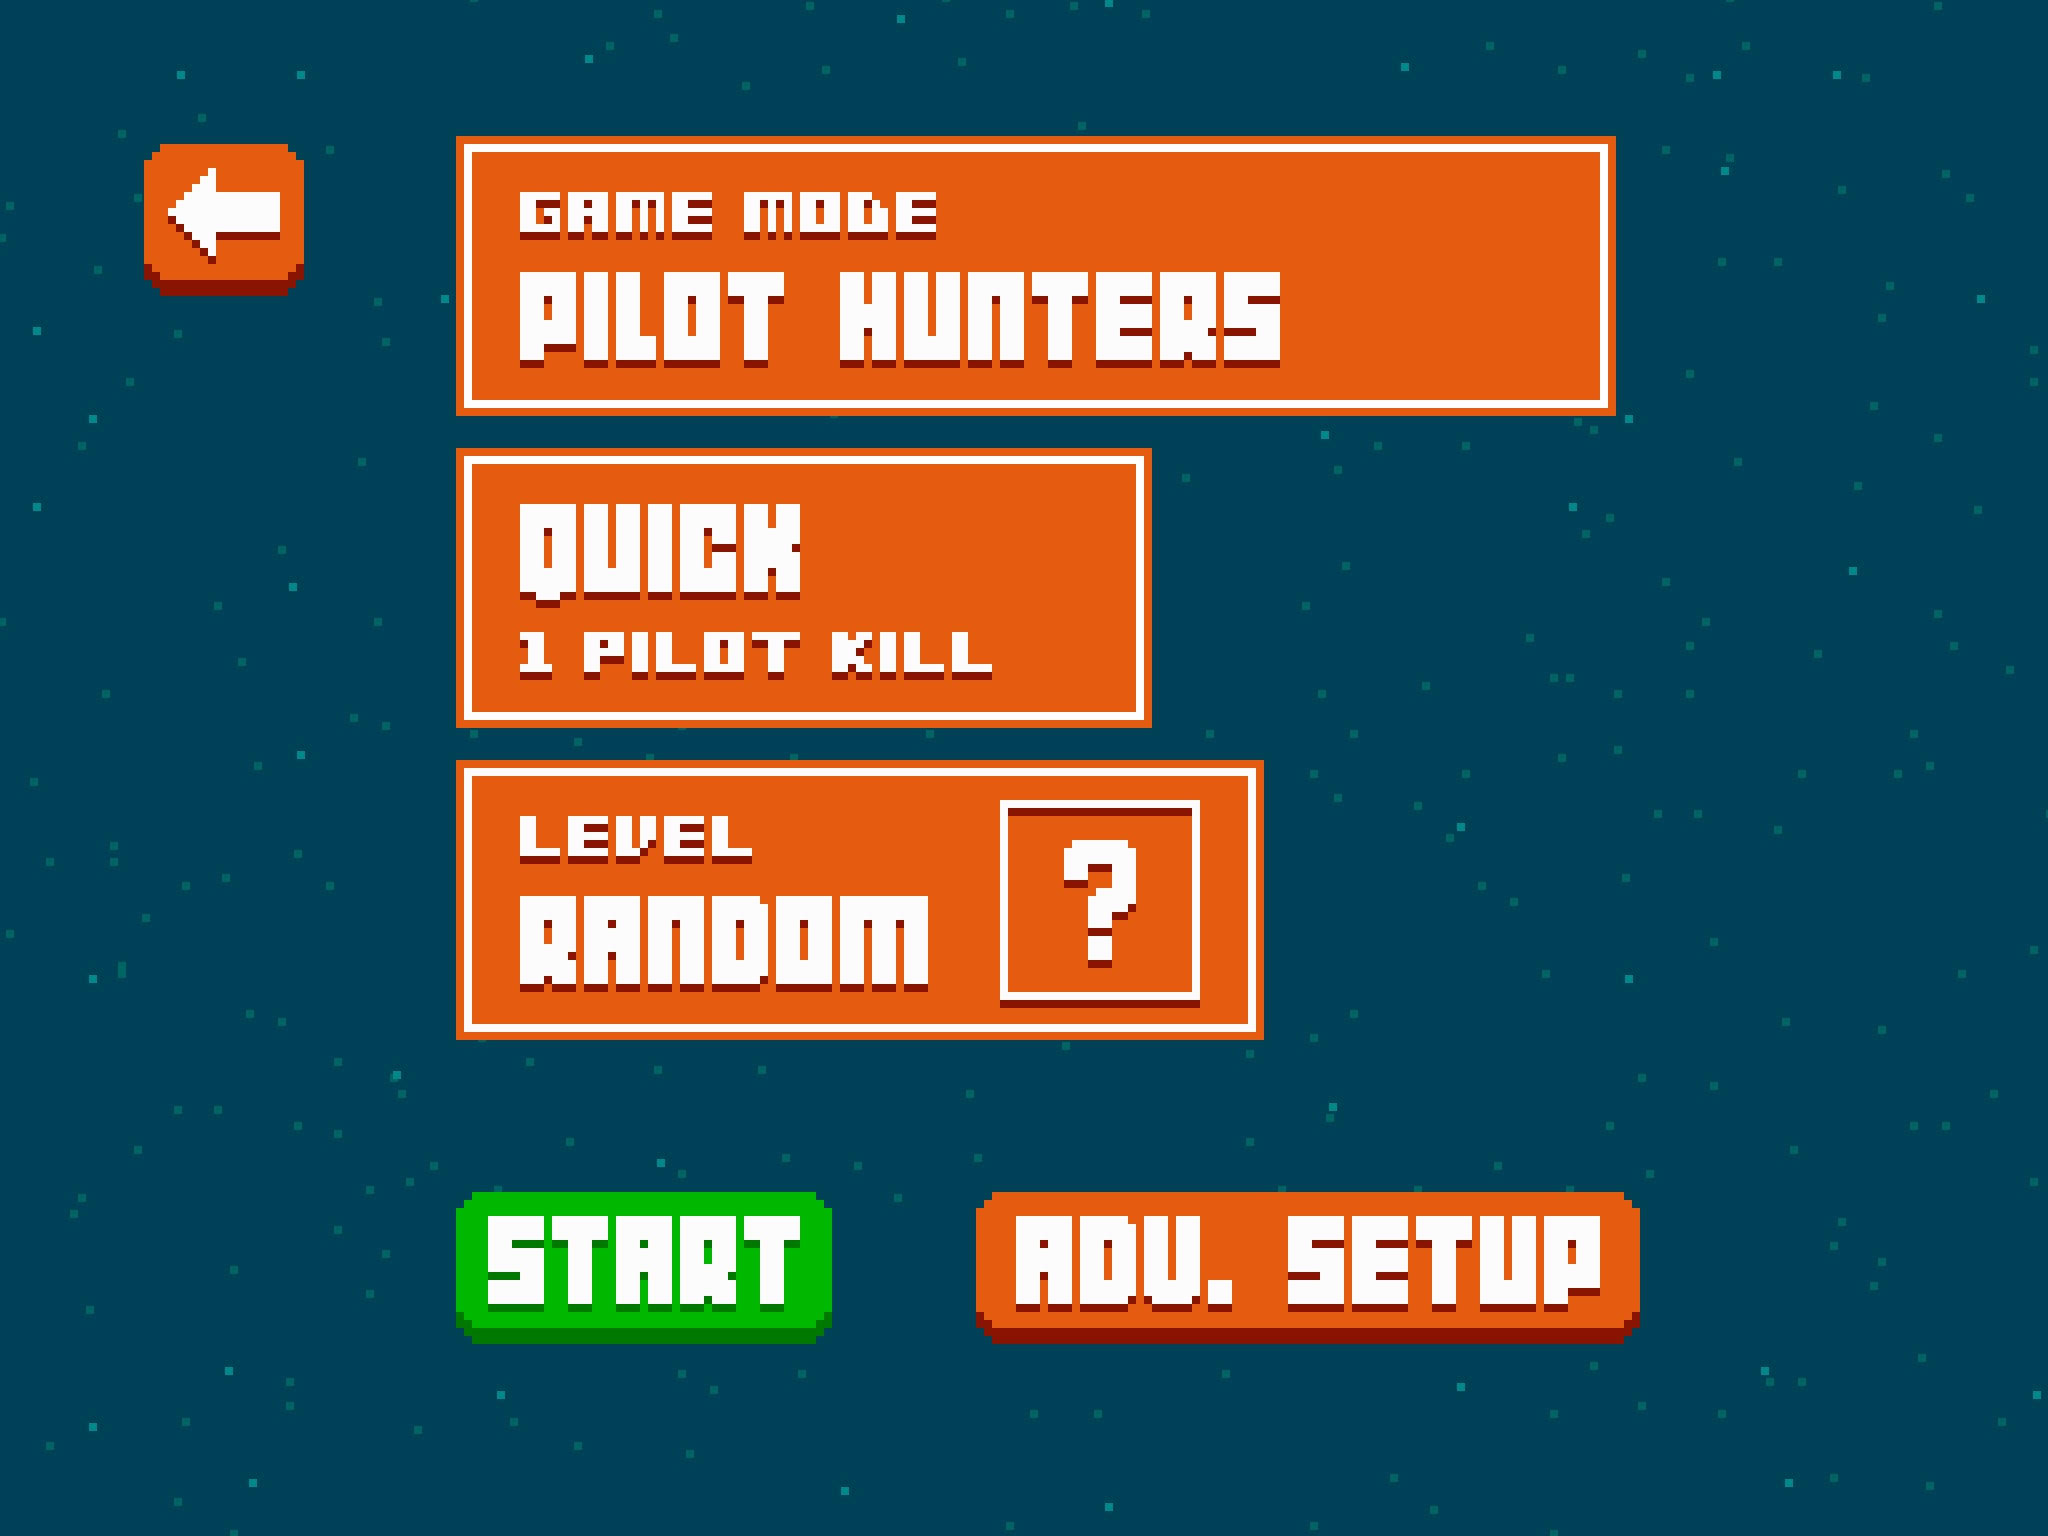 GAME MODE
PILOT HUNTERS
QUICK
1 PILOT KILL
LEVEL
RANDOM
?
START
ADV. SETUP